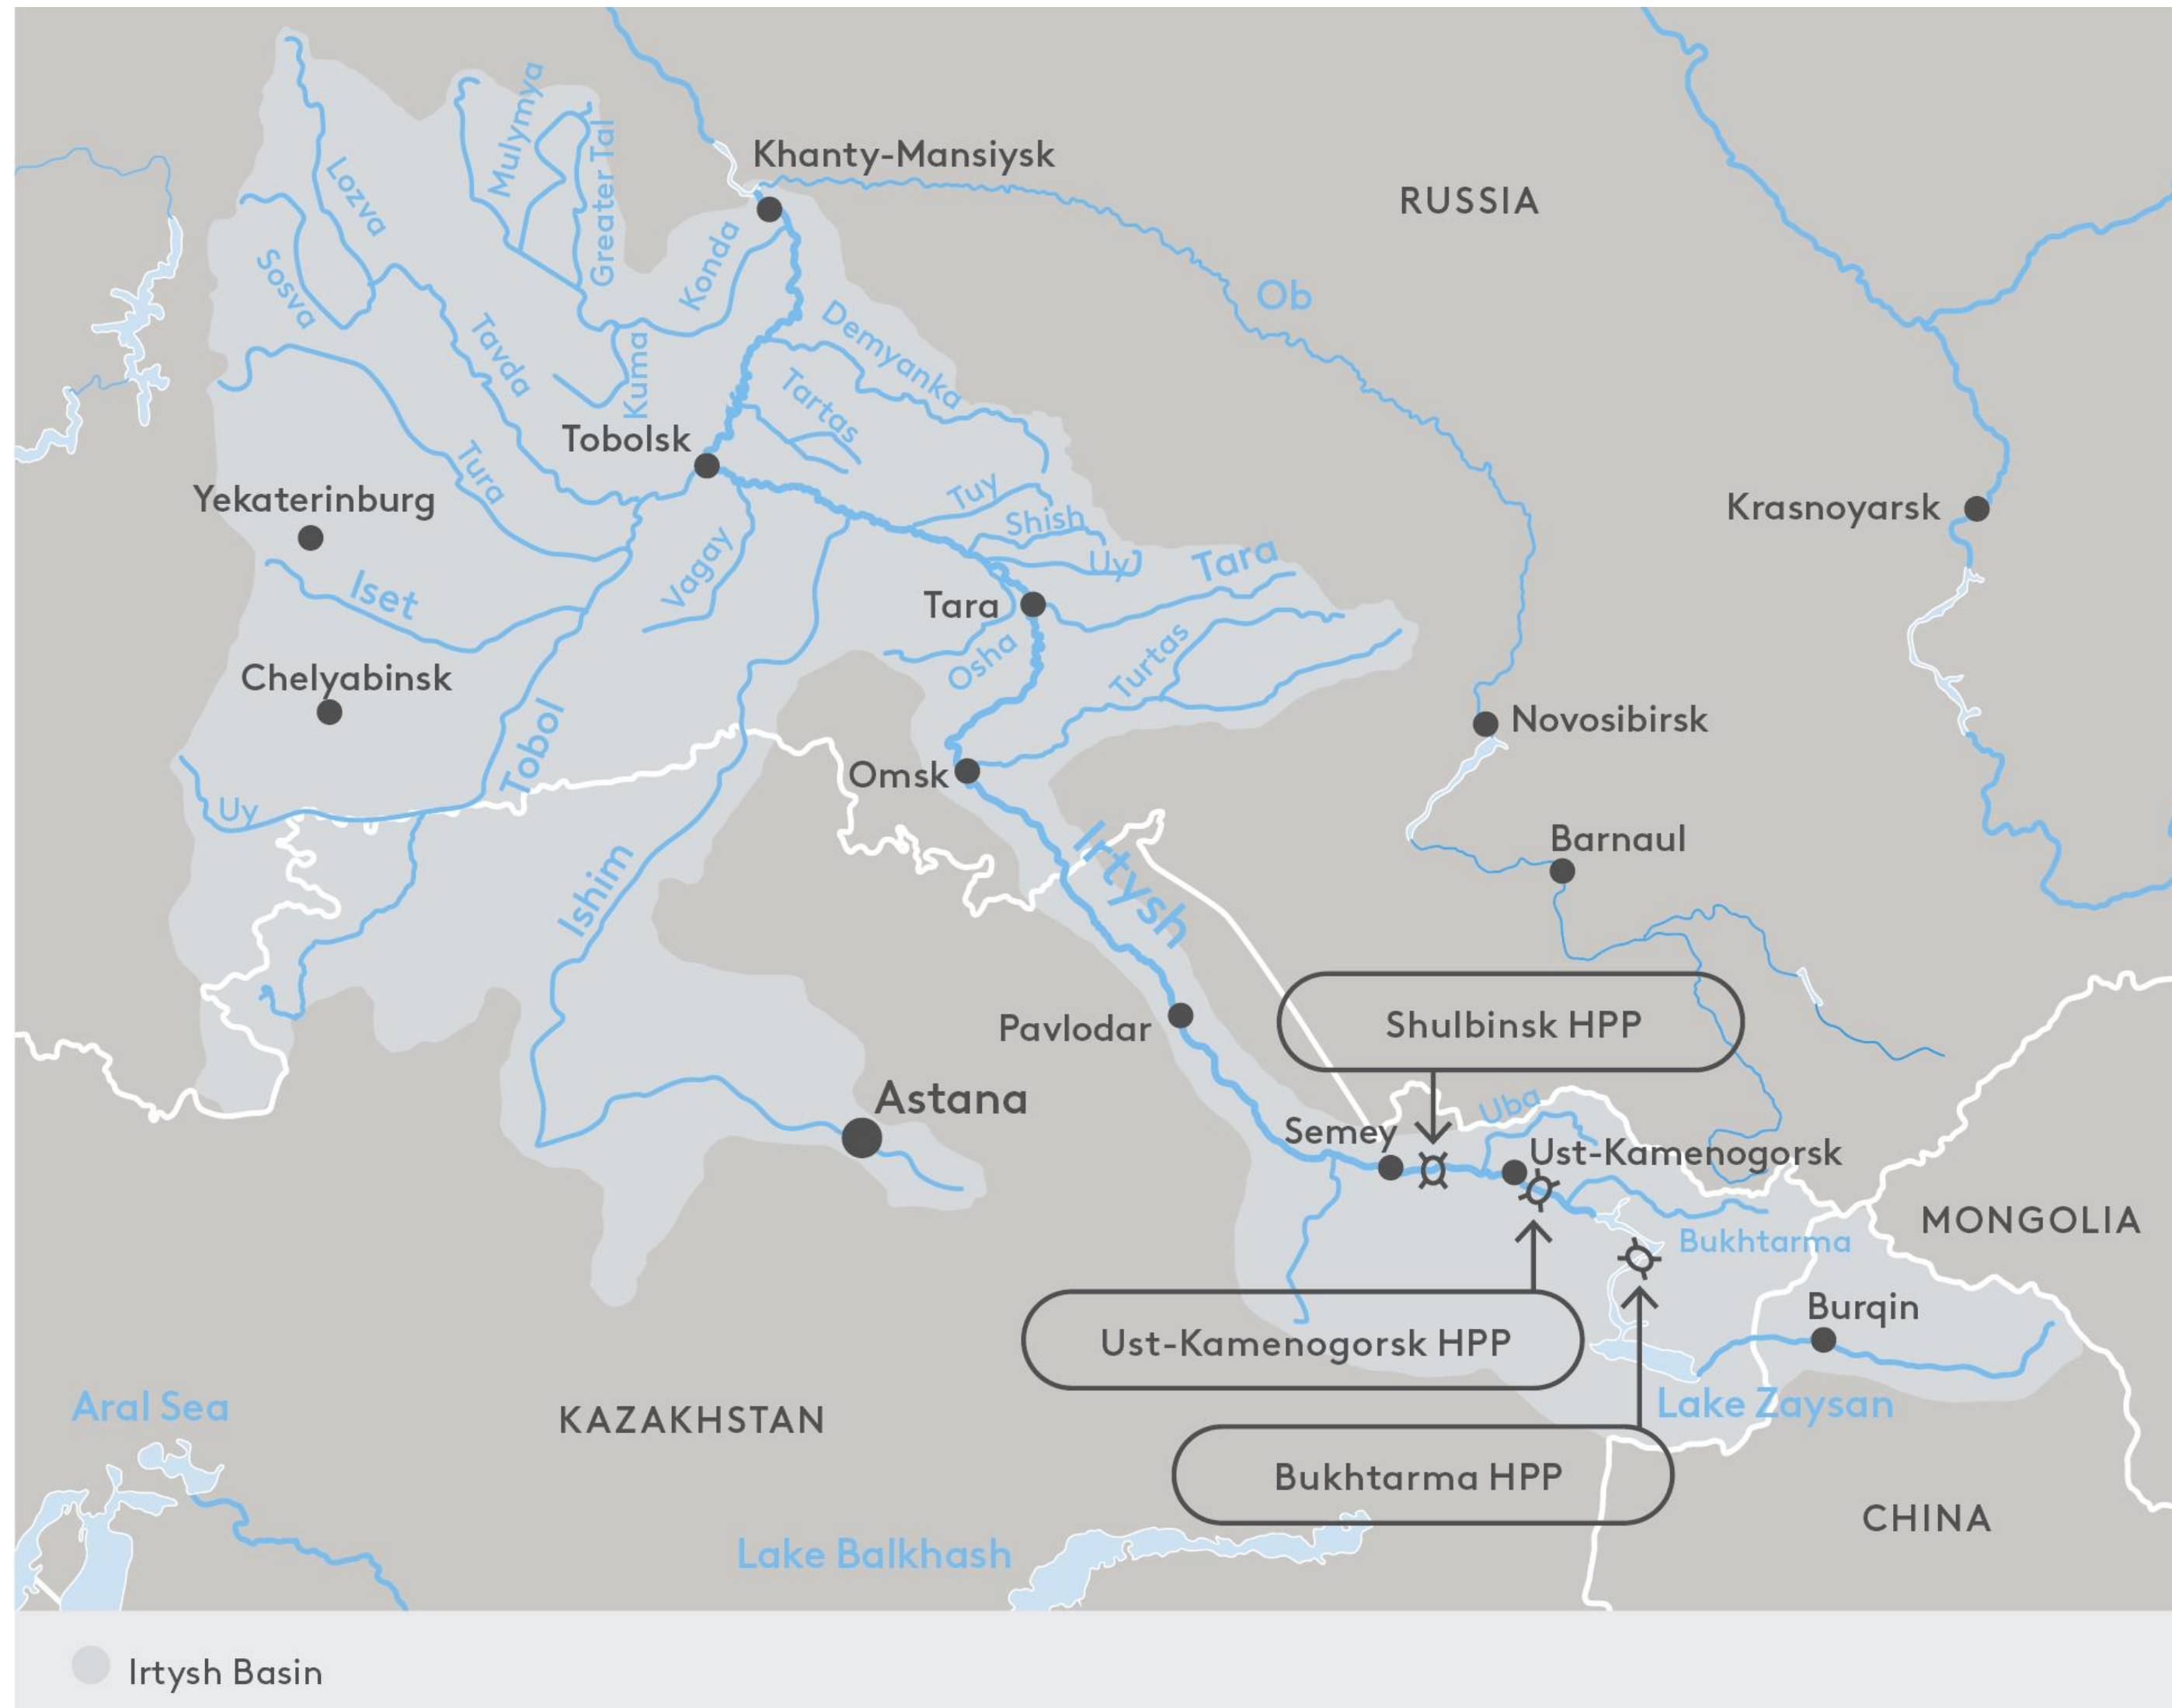 Mulymya
Greater Tal
Khanty-Mansiysk
RUSSIA
Lozva
Konda
Sosva
Ob
Demyanka
Tavda
Kuma
Tartas
Tobolsk
Tura
Yekaterinburg
Tuy
Shish
Krasnoyarsk
Uy
Tara
Vagay
Iset
Tara
Osha
Turtas
Chelyabinsk
Tobol
Novosibirsk
Omsk
Uy
Irtysh
Barnaul
Ishim
Pavlodar
Shulbinsk HPP
Astana
Uba
Semey
Ust-Kamenogorsk
MONGOLIA
Bukhtarma
Burqin
Ust-Kamenogorsk HPP
Aral Sea
KAZAKHSTAN
Lake Zaysan
Bukhtarma HPP
CHINA
Lake Balkhash
Irtysh Basin